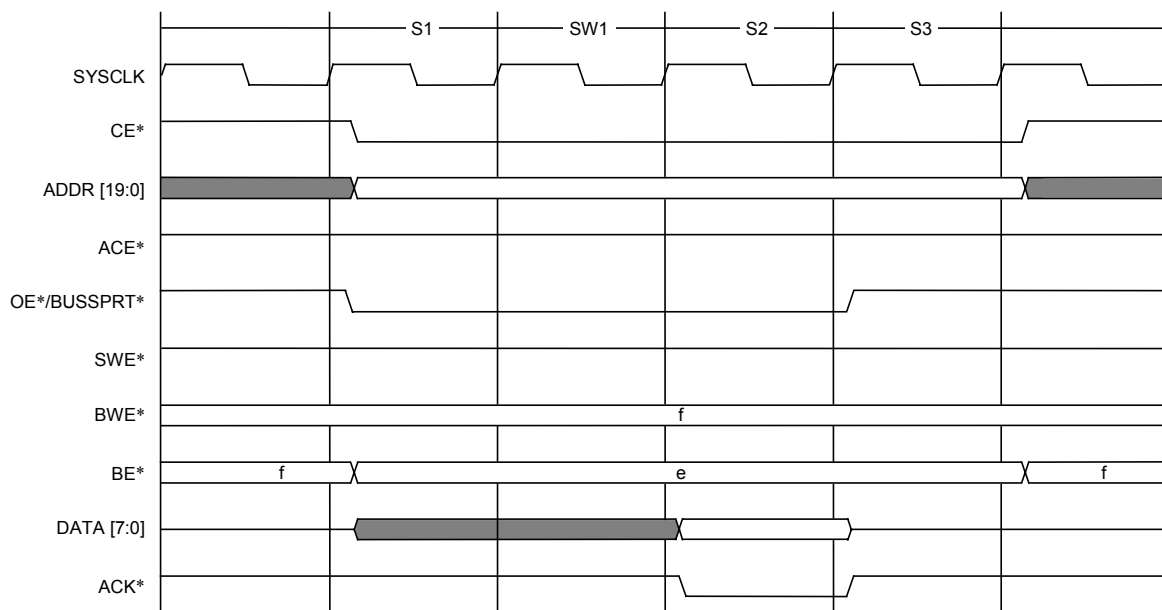 S1 SW1 S2 S3
SYSCLK
CE*
ADDR [19:0]
ACE*
OE*/BUSSPRT*
SWE*
BWE* f
BE* f e f
DATA [7:0]
ACK*